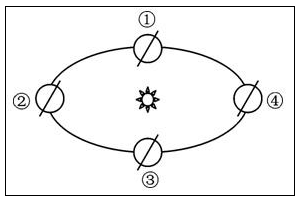 ①
② ④
③